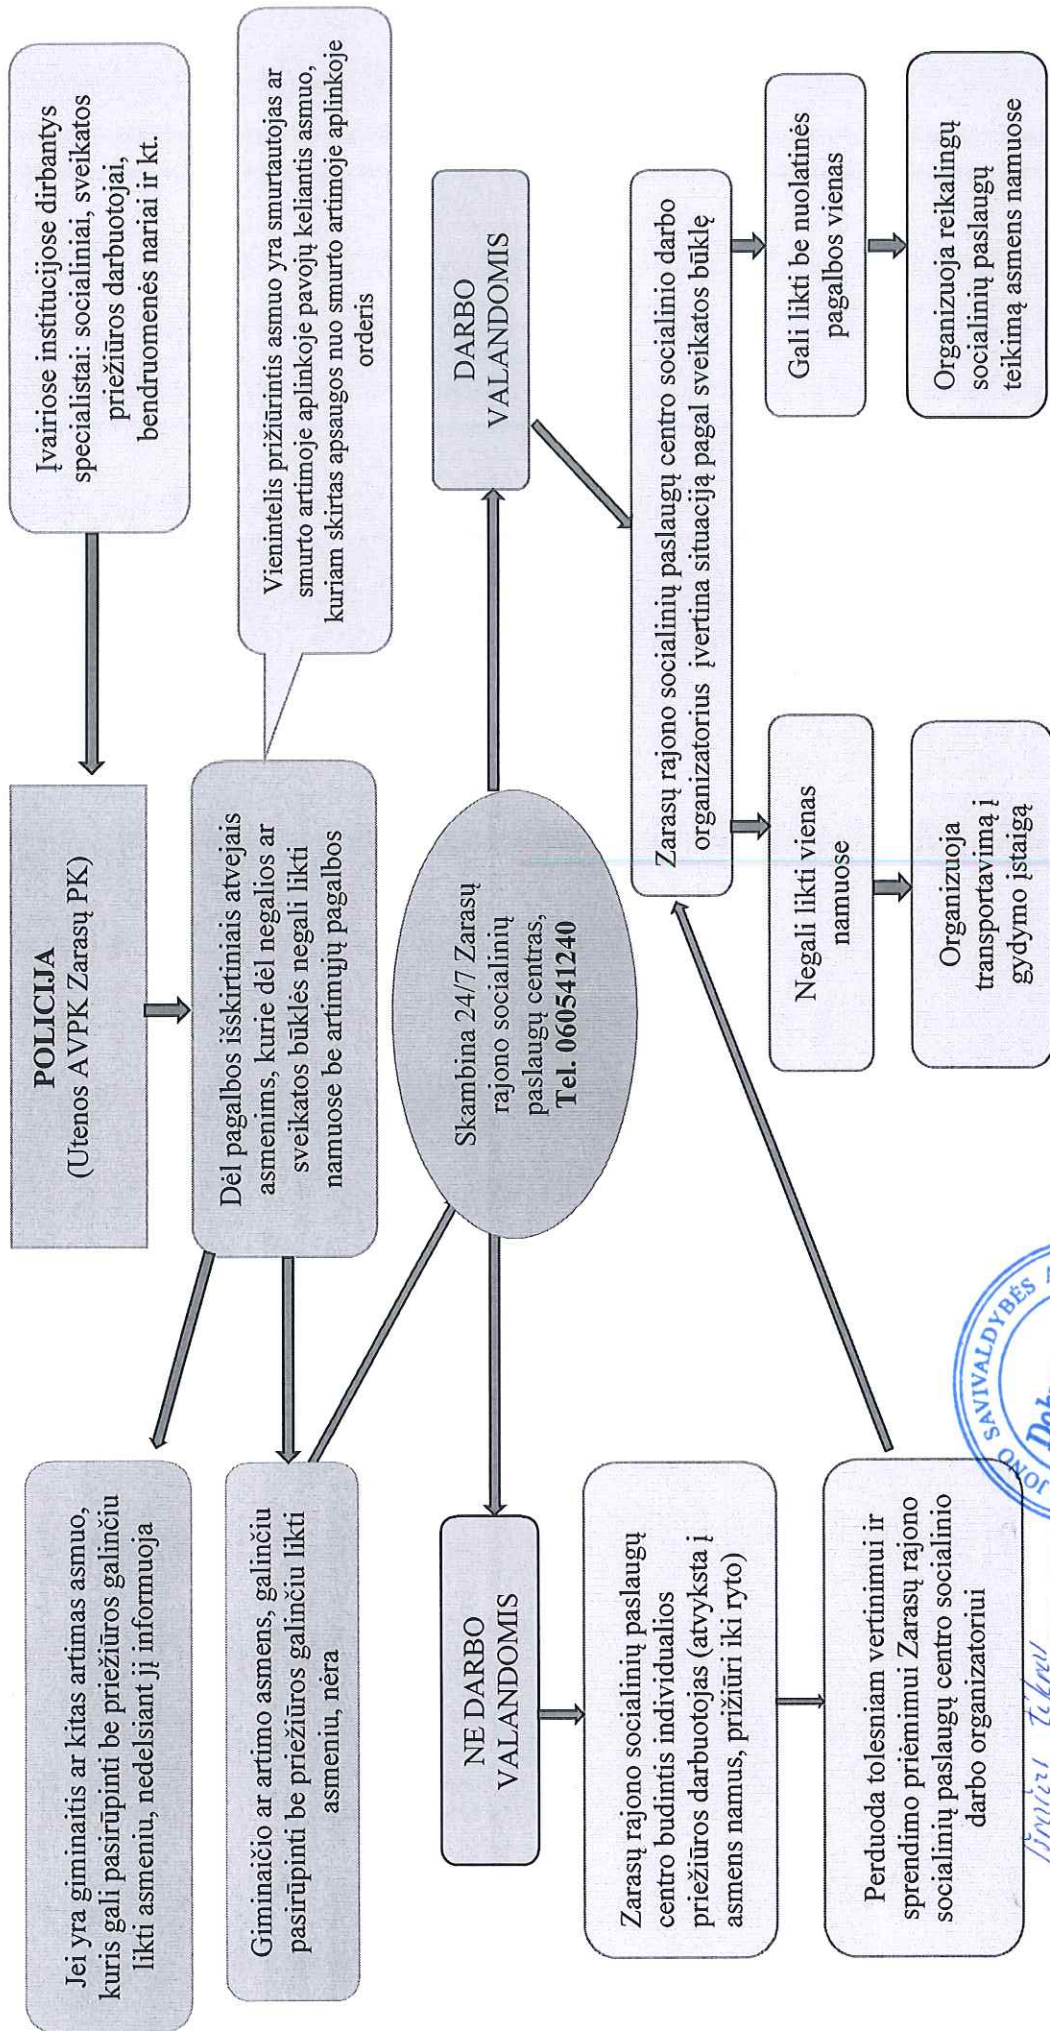 POLICIJA
(Utenos AVPK Zarasų PK)
Įvairiose institucijose dirbantys
specialistai: socialiniai, sveikatos
priežiūros darbuotojai,
bendruomenės nariai ir kt.
Jei yra giminaitis ar kitas artimas asmuo,
kuris gali pasirūpinti be priežiūros galinčiu
likti asmeniu, nedelsiant jį informuoja
Dėl pagalbos išskirtiniais atvejais
asmenims, kurie dėl negalios ar
sveikatos būklės negali likti
namuose be artimųjų pagalbos
Vienintelis prižiūrintis asmuo yra smurtautojas ar
smurto artimoje aplinkoje pavojų keliantis asmuo,
kuriam skirtas apsaugos nuo smurto artimoje aplinkoje
orderis
Giminaičio ar artimo asmens, galinčiu
pasirūpinti be priežiūros galinčiu likti
asmeniu, nėra
Skambina 24/7 Zarasų
rajono socialinių
paslaugų centras,
Tel. 060541240
NE DARBO
VALANDOMIS
DARBO
VALANDOMIS
Zarasų rajono socialinių paslaugų
centro budintis individualios
priežiūros darbuotojas (atvyksta į
asmens namus, prižiūri iki ryto)
Zarasų rajono socialinių paslaugų centro socialinio darbo
organizatorius įvertina situaciją pagal sveikatos būklę
Perduoda tolesniam vertinimui ir
sprendimo priėmimui Zarasų rajono
socialinių paslaugų centro socialinio
darbo organizatoriui
Negali likti vienas
namuose
Gali likti be nuolatinės
pagalbos vienas
Organizuoja
transportavimą į
gydymo įstaigą
Organizuoja reikalingų
socialinių paslaugų
teikimą asmens namuose
JONO SAVIVALDYBĖS